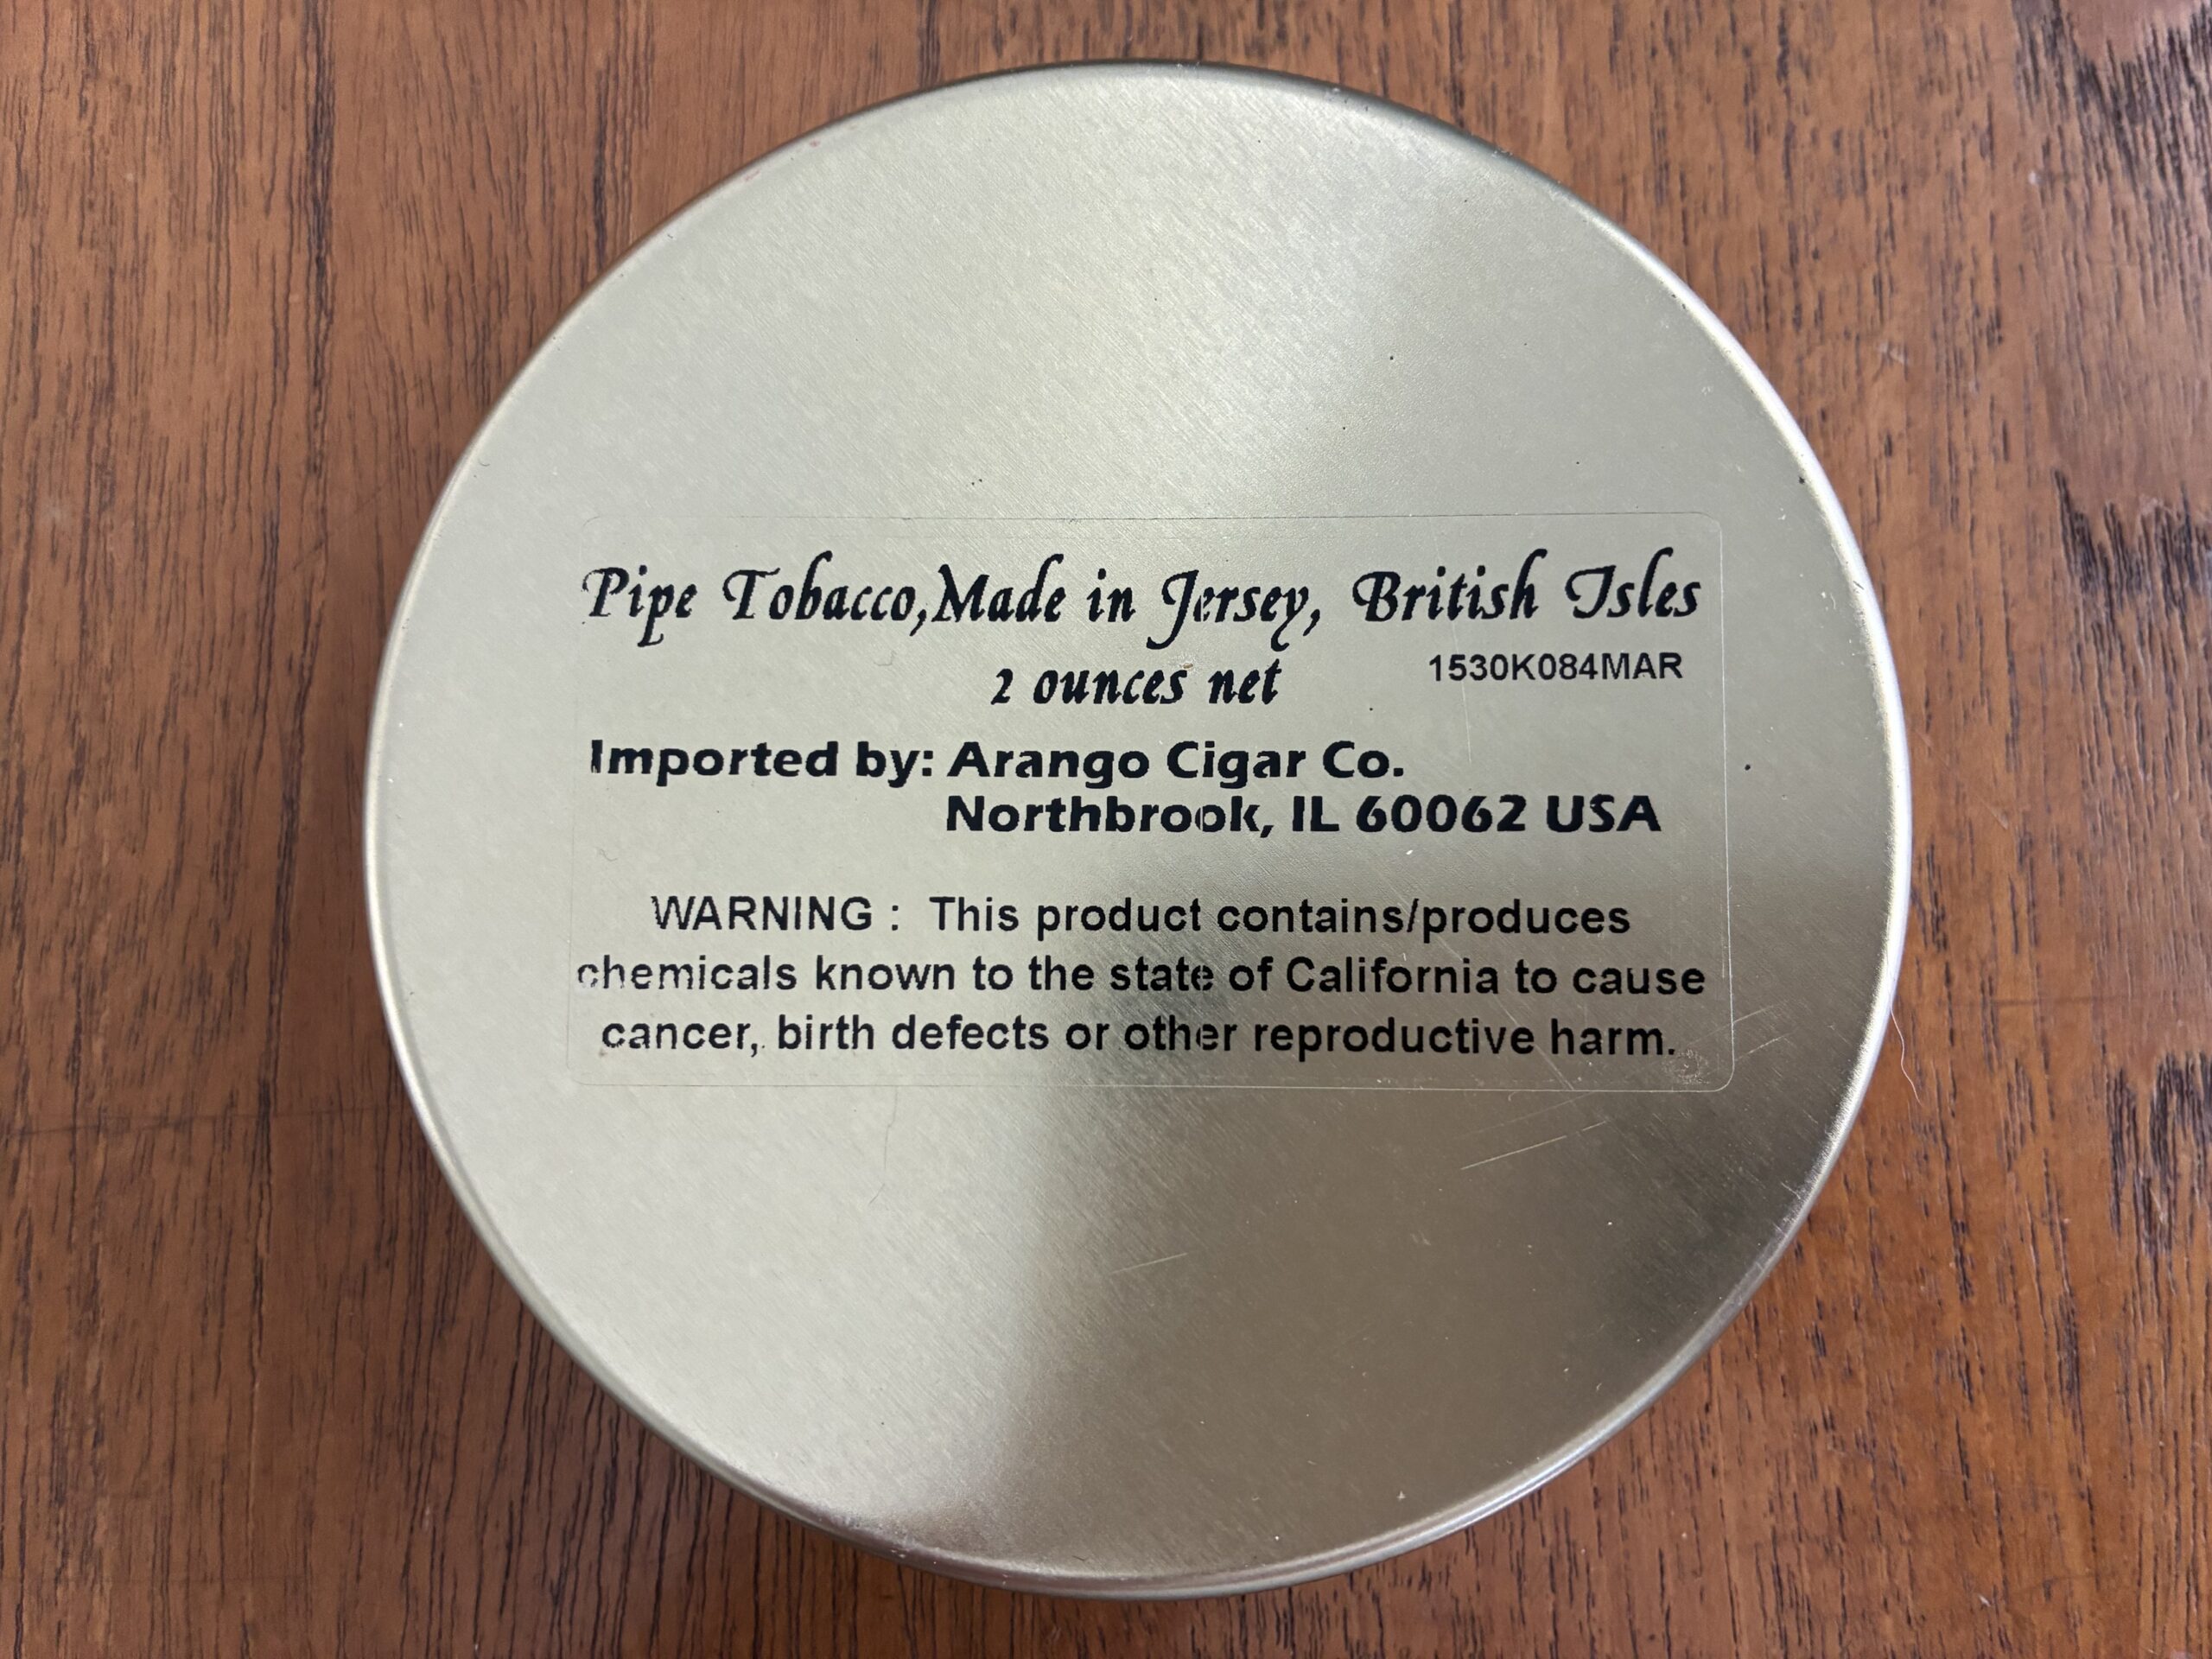 Pipe Tobacco,Made in Jersey, British Isles
2 ounces net
1530K084MAR
Imported by: Arango Cigar Co.
Northbrook, IL 60062 USA
WARNING : This product contains/produces
chemicals known to the state of California to cause
cancer, birth defects or other reproductive harm.